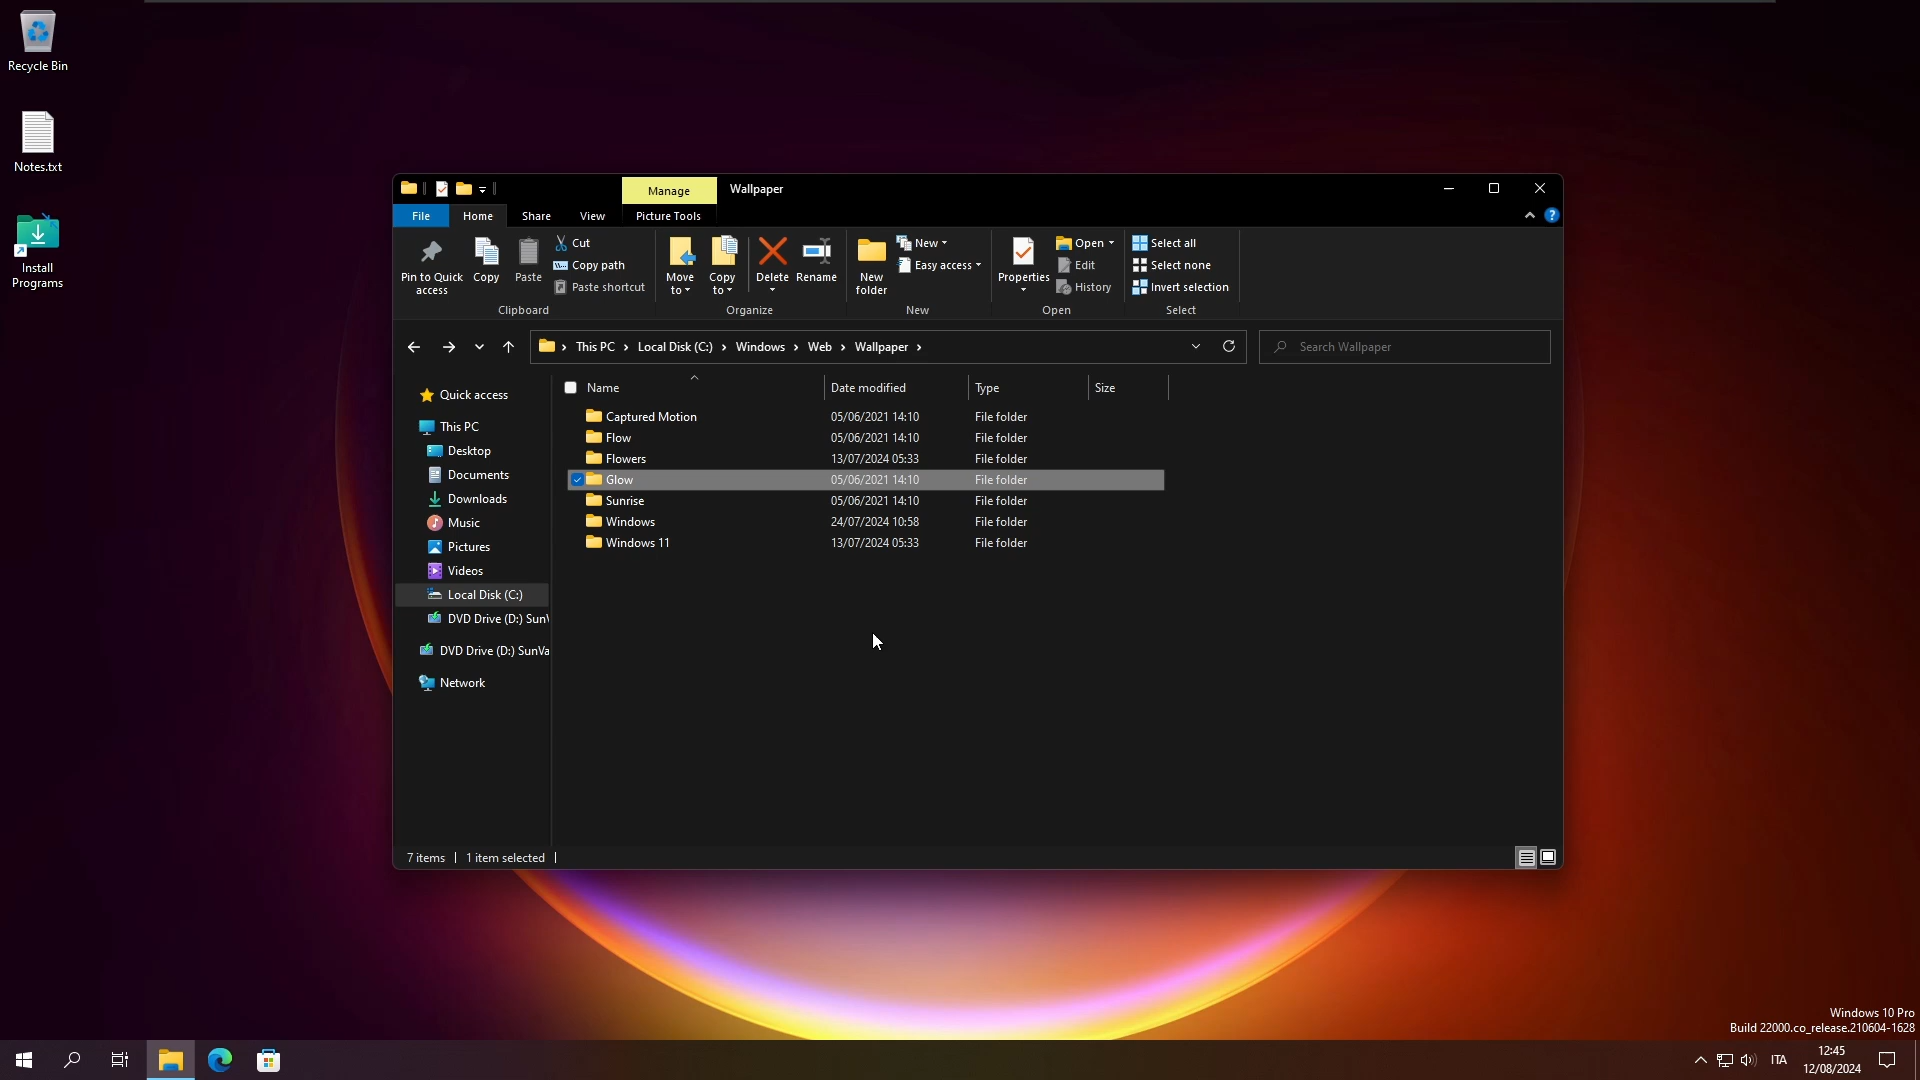 Recycle Bin
Notes.txt
Install
Programs
Manage
Wallpaper
File
Home
Share
View
Picture Tools
Pin to Quick
access
Copy
Paste
Cut
Copy path
Paste shortcut
Clipboard
Move
to
Copy
to
Delete
Rename
Organize
New
folder
New
Easy access
New
Properties
Open
Edit
History
Open
Select all
Select none
Invert selection
Select
This PC › Local Disk (C:) › Windows › Web › Wallpaper ›
Search Wallpaper
Quick access
This PC
Desktop
Documents
Downloads
Music
Pictures
Videos
Local Disk (C:)
DVD Drive (D:) SunV
DVD Drive (D:) SunVa
Network
Name Date modified Type Size
Captured Motion 05/06/2021 14:10 File folder
Flow 05/06/2021 14:10 File folder
Flowers 13/07/2024 05:33 File folder
Glow 05/06/2021 14:10 File folder
Sunrise 05/06/2021 14:10 File folder
Windows 24/07/2024 10:58 File folder
Windows 11 13/07/2024 05:33 File folder
7 items
1 item selected
Windows 10 Pro
Build 22000.co_release.210604-1628
ITA
12:45
12/08/2024